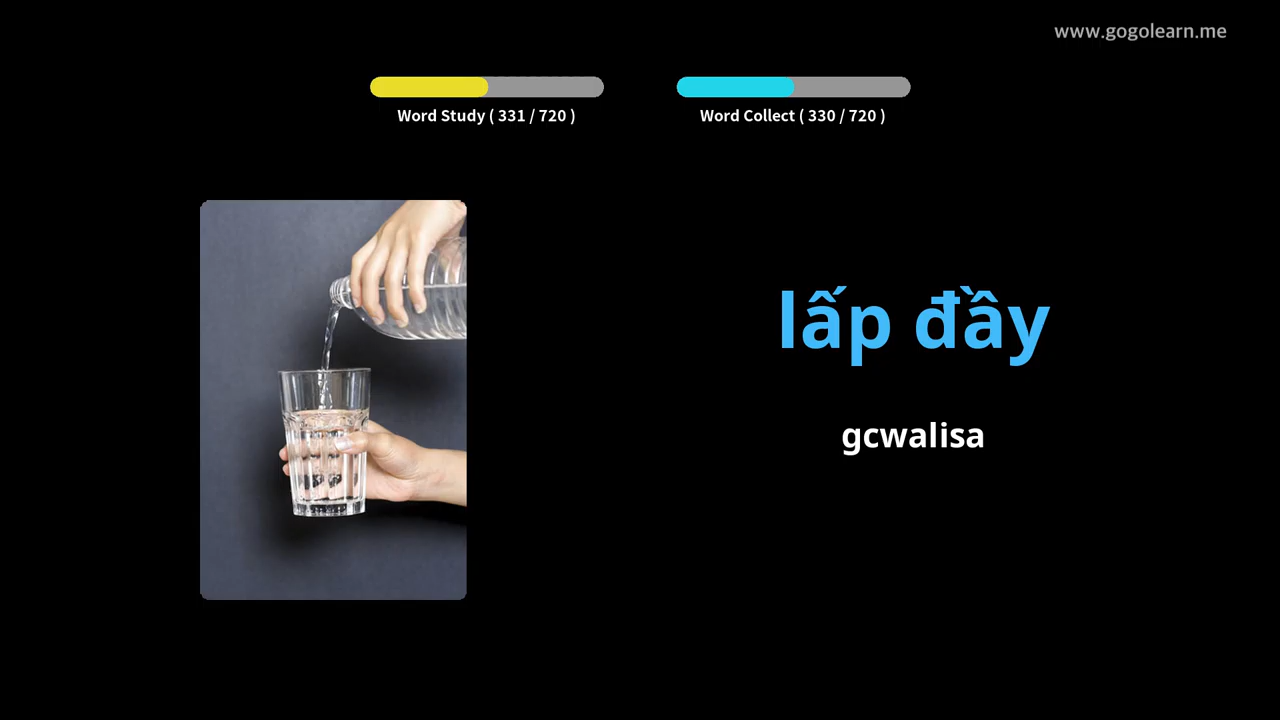 www.gogolearn.me
Word Study ( 331 / 720 )
Word Collect ( 330 / 720 )
lấp đầy
gcwalisa